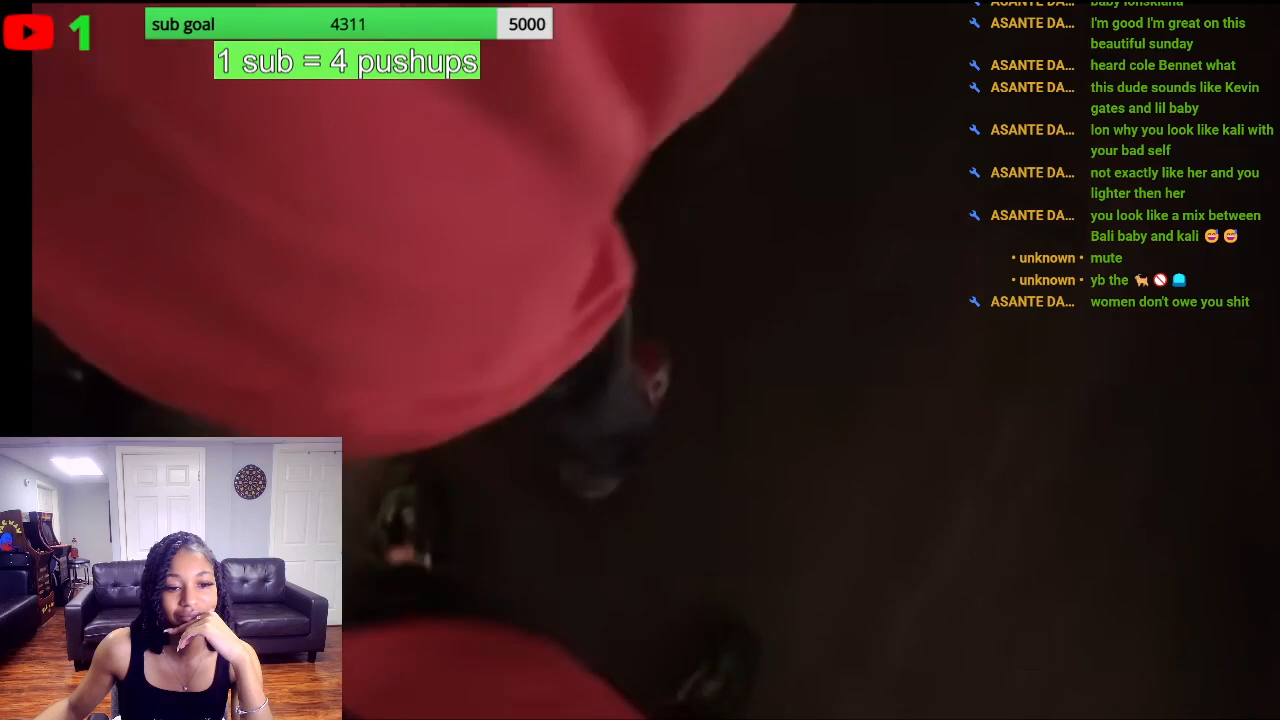 1
sub goal 4311 5000
1 sub = 4 pushups
ASANTE DA... I'm good I'm great on this
beautiful sunday
ASANTE DA... heard cole Bennet what
ASANTE DA... this dude sounds like Kevin
gates and lil baby
ASANTE DA... lon why you look like kali with
your bad self
ASANTE DA... not exactly like her and you
lighter then her
ASANTE DA... you look like a mix between
Bali baby and kali 😅 😅
• unknown • mute
• unknown • yb the 🐐 🚫 🧢
ASANTE DA... women don't owe you shit